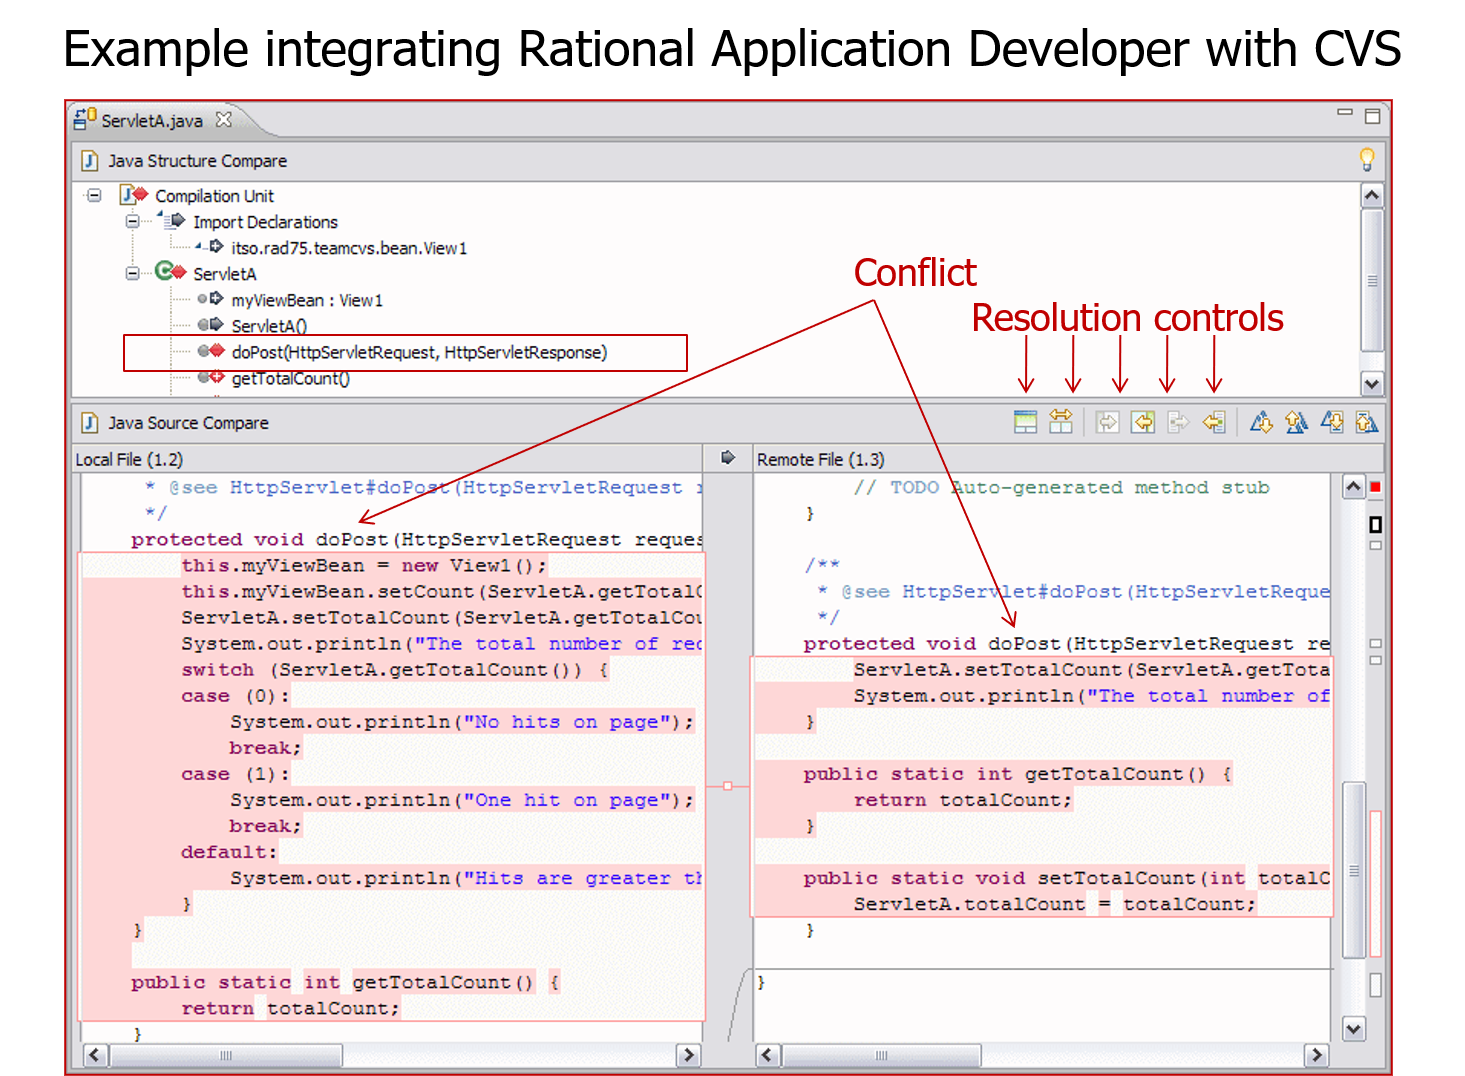 Example integrating Rational Application Developer with CVS
ServletA.java
Java Structure Compare
Compilation Unit
Import Declarations
itso.rad75.teamcvs.bean.View1
ServletA
myViewBean : View1
ServletA()
doPost(HttpServletRequest, HttpServletResponse)
getTotalCount()
Conflict
Resolution controls
Java Source Compare
Local File (1.2)
* @see HttpServlet#doPost(HttpServletRequest
*/
protected void doPost(HttpServletRequest reques
this.myViewBean = new View1();
this.myViewBean.setCount(ServletA.getTotalC
ServletA.setTotalCount(ServletA.getTotalCou
System.out.println("The total number of rec
switch (ServletA.getTotalCount()) {
case (0):
System.out.println("No hits on page");
break;
case (1):
System.out.println("One hit on page");
break;
default:
System.out.println("Hits are greater th
}
}
public static int getTotalCount() {
return totalCount;
}
Remote File (1.3)
// TODO Auto-generated method stub
}
/**
* @see HttpServlet#doPost(HttpServletReque
*/
protected void doPost(HttpServletRequest re
ServletA.setTotalCount(ServletA.getTota
System.out.println("The total number of
}
public static int getTotalCount() {
return totalCount;
}
public static void setTotalCount(int totalC
ServletA.totalCount = totalCount;
}
}